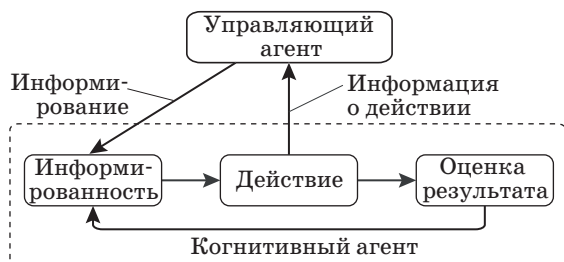 Управляющий
агент
Информи-
рование
Информация
о действии
Информи-
рованность
Действие
Оценка
результата
Когнитивный агент